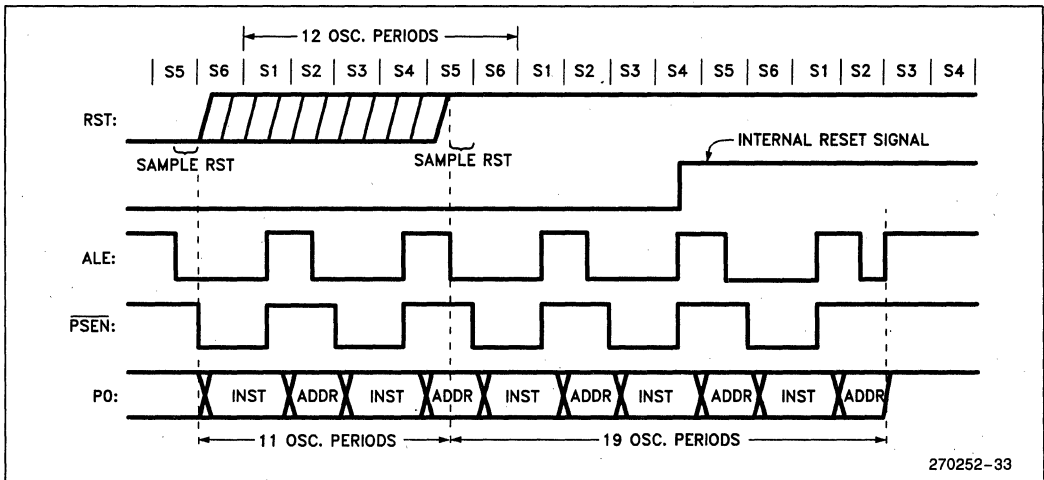 12 OSC. PERIODS
S5 | S6 | S1 | S2 | S3 | S4 | S5 | S6 | S1 | S2 | S3 | S4 | S5 | S6 | S1 | S2 | S3 | S4
RST:
INTERNAL RESET SIGNAL
SAMPLE RST SAMPLE RST
ALE:
PSEN:
P0: INST ADDR INST ADDR INST ADDR INST ADDR INST ADDR
11 OSC. PERIODS 19 OSC. PERIODS
270252-33